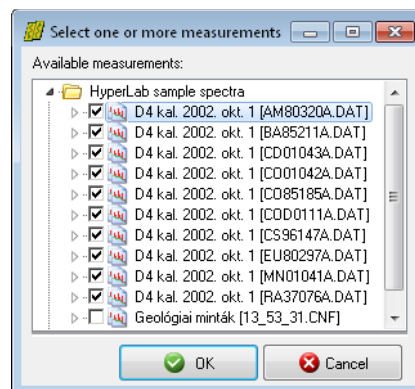 Select one or more measurements
Available measurements:
HyperLab sample spectra
D4 kal. 2002. okt. 1 [AM80320A.DAT]
D4 kal. 2002. okt. 1 [BA85211A.DAT]
D4 kal. 2002. okt. 1 [CD01043A.DAT]
D4 kal. 2002. okt. 1 [CO01042A.DAT]
D4 kal. 2002. okt. 1 [CO85185A.DAT]
D4 kal. 2002. okt. 1 [COD0111A.DAT]
D4 kal. 2002. okt. 1 [CS96147A.DAT]
D4 kal. 2002. okt. 1 [EU80297A.DAT]
D4 kal. 2002. okt. 1 [MN01041A.DAT]
D4 kal. 2002. okt. 1 [RA37076A.DAT]
Geológiai minták [13_53_31.CNF]
OK Cancel